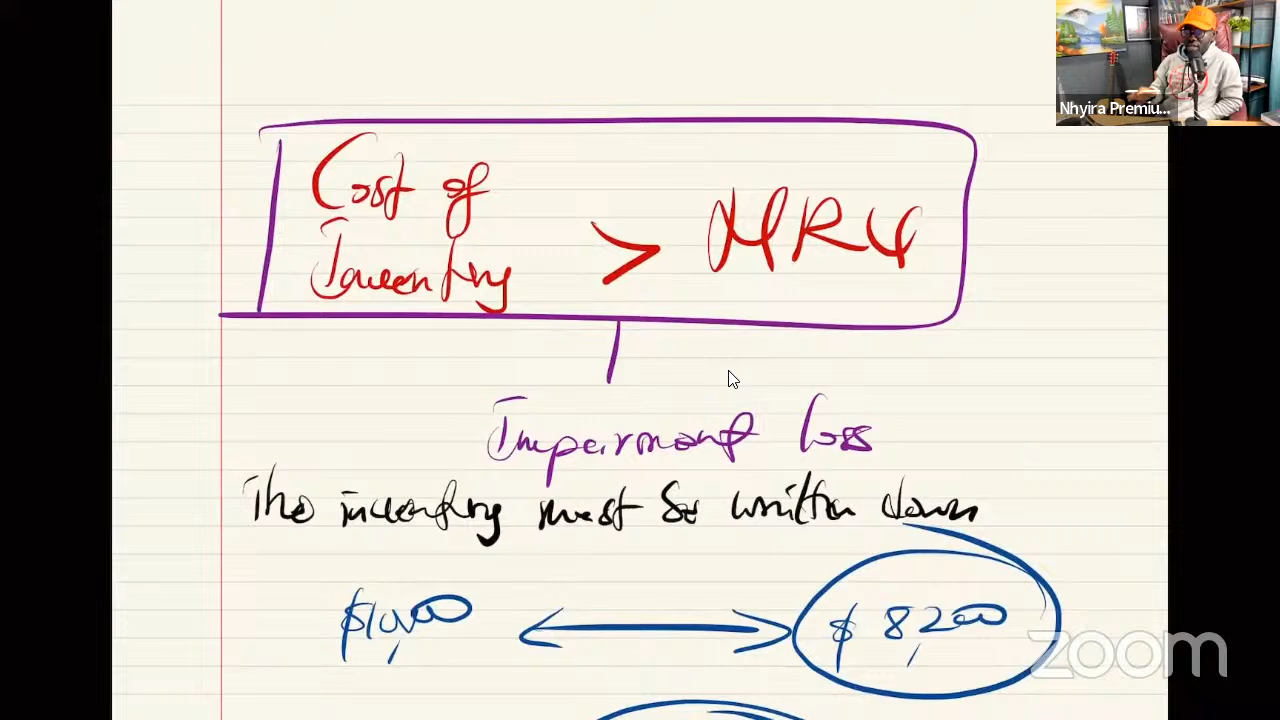 Nhyira Premiu...
Cost of
Inventory > NRV
Impairment loss
The inventory must be written down
$10,000 $8,200
zoom